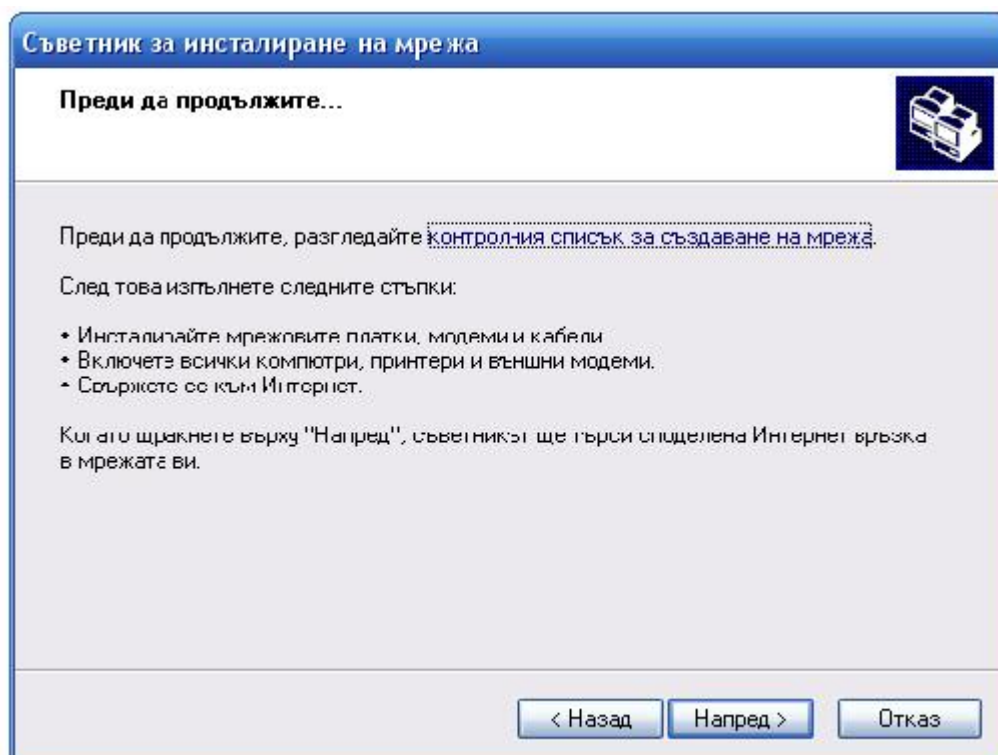 Съветник за инсталиране на мрежа
Преди да продължите...
Преди да продължите, разгледайте контролния списък за създаване на мрежа.
След това изпълнете следните стъпки:
• Инсталирайте мрежовите платки, модеми и кабели
• Включете всички компютри, принтери и външни модеми.
• Свържете се към Интернет.
Когато щракнете върху "Напред", съветникът ще търси споделена Интернет връзка
в мрежата ви.
< Назад
Напред >
Отказ